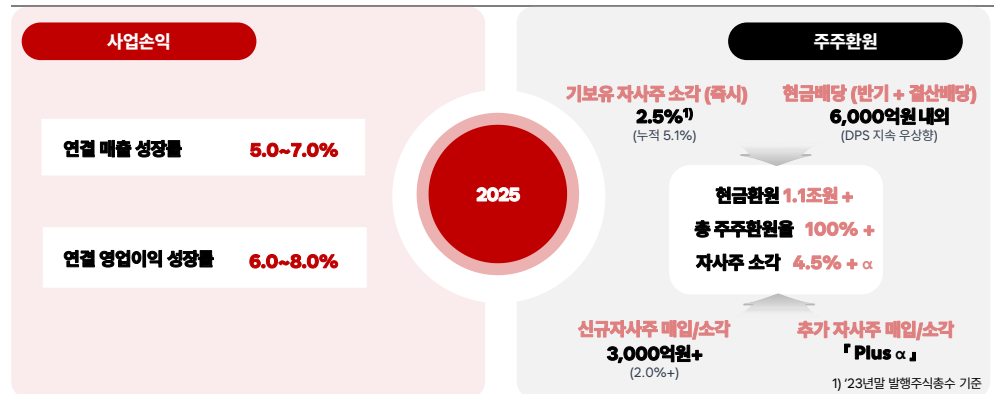 사업손익
연결 매출 성장률 5.0~7.0%
연결 영업이익 성장률 6.0~8.0%
2025
주주환원
기보유 자사주 소각 (즉시)
2.5%1)
(누적 5.1%)
현금배당 (반기 + 결산배당)
6,000억원 내외
(DPS 지속 우상향)
현금환원 1.1조원 +
총 주주환원율 100% +
자사주 소각 4.5% + α
신규자사주 매입/소각
3,000억원+
(2.0%+)
추가 자사주 매입/소각
「 Plus α 」
1) ‘23년말 발행주식총수 기준